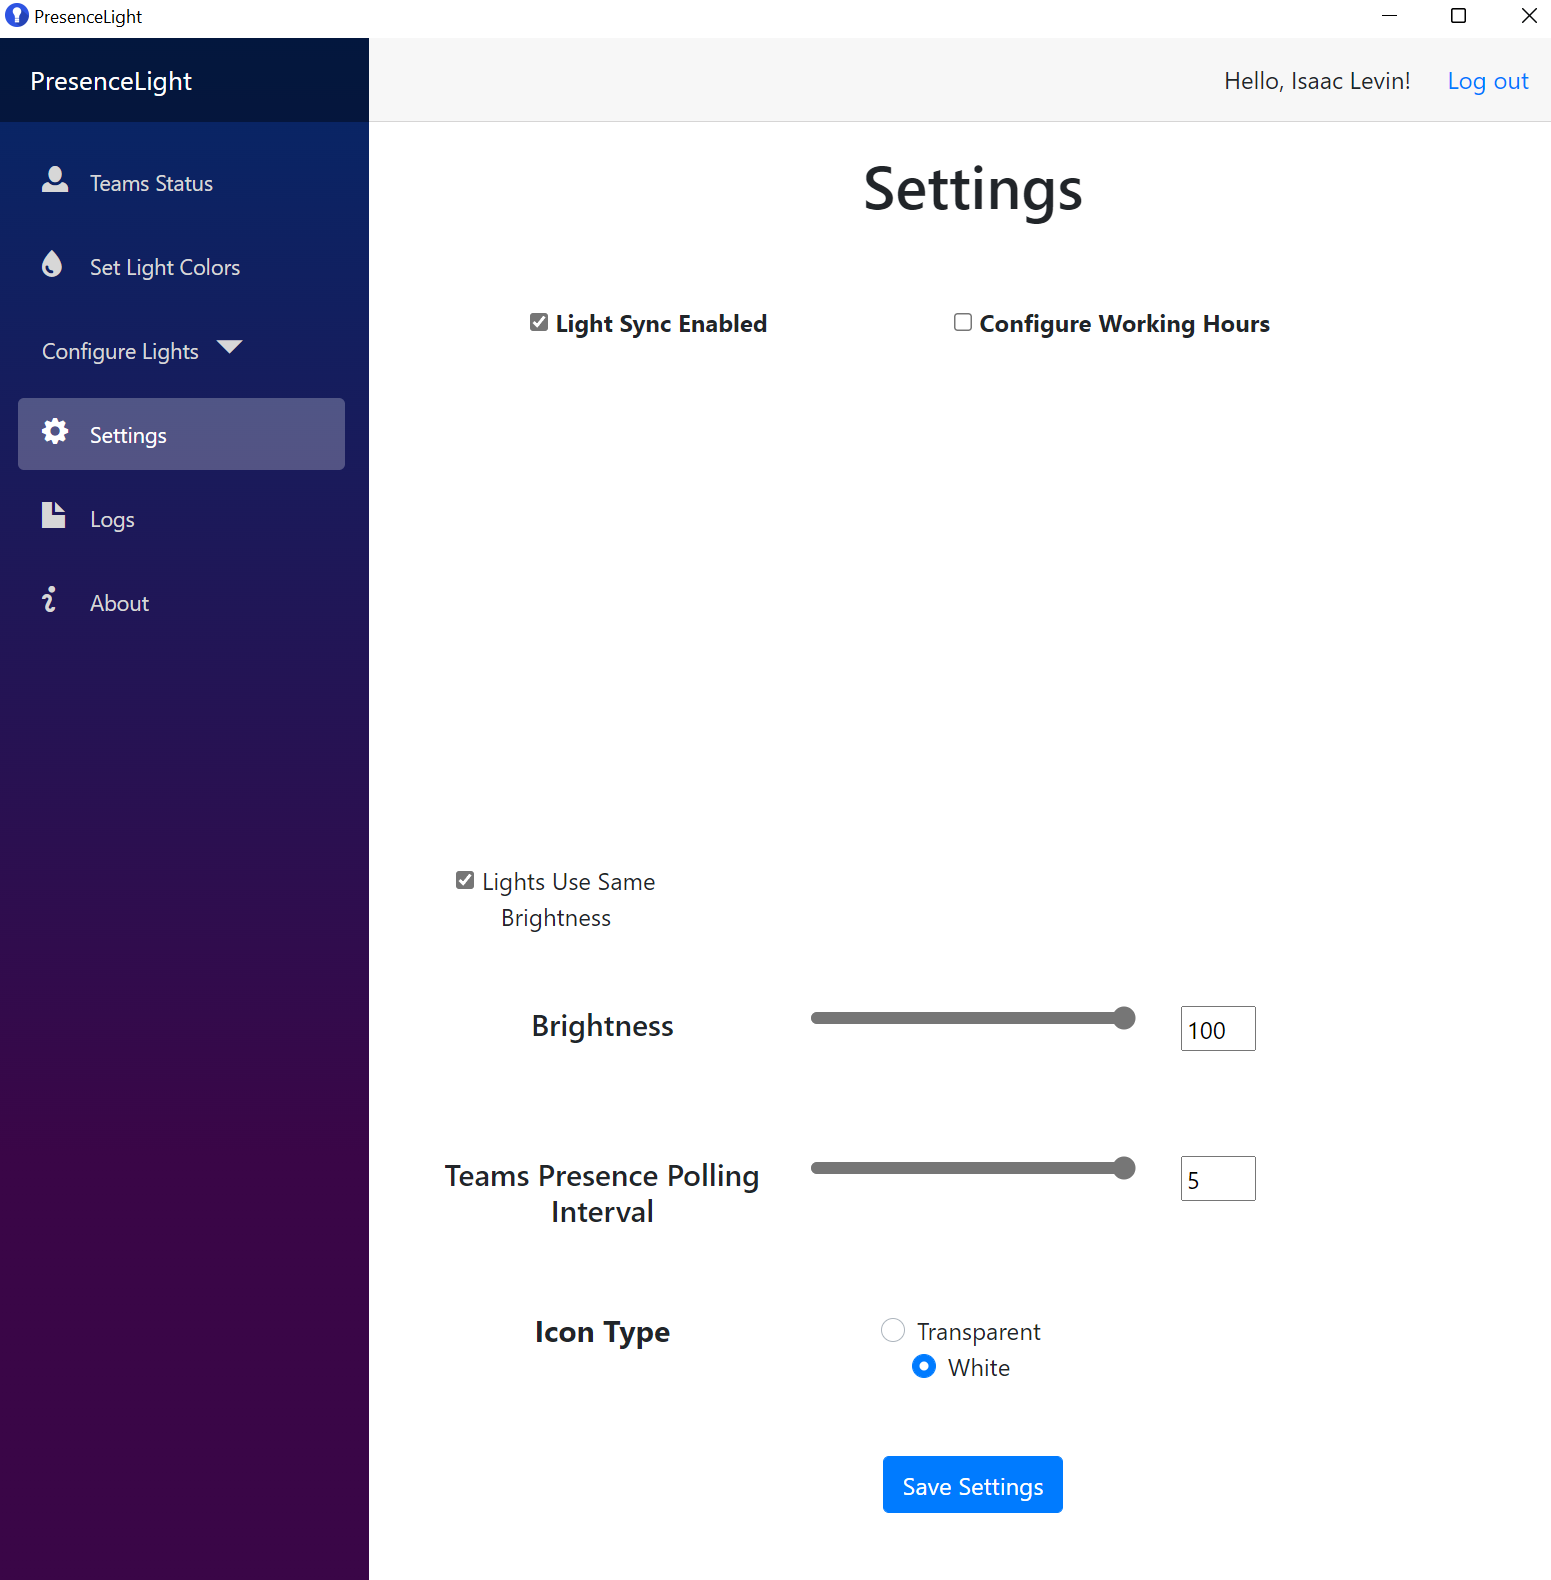 PresenceLight
PresenceLight
Hello, Isaac Levin!
Log out
Teams Status
Set Light Colors
Configure Lights
Settings
Logs
About
Settings
Light Sync Enabled
Configure Working Hours
Lights Use Same
Brightness
Brightness
100
Teams Presence Polling
Interval
5
Icon Type
Transparent
White
Save Settings